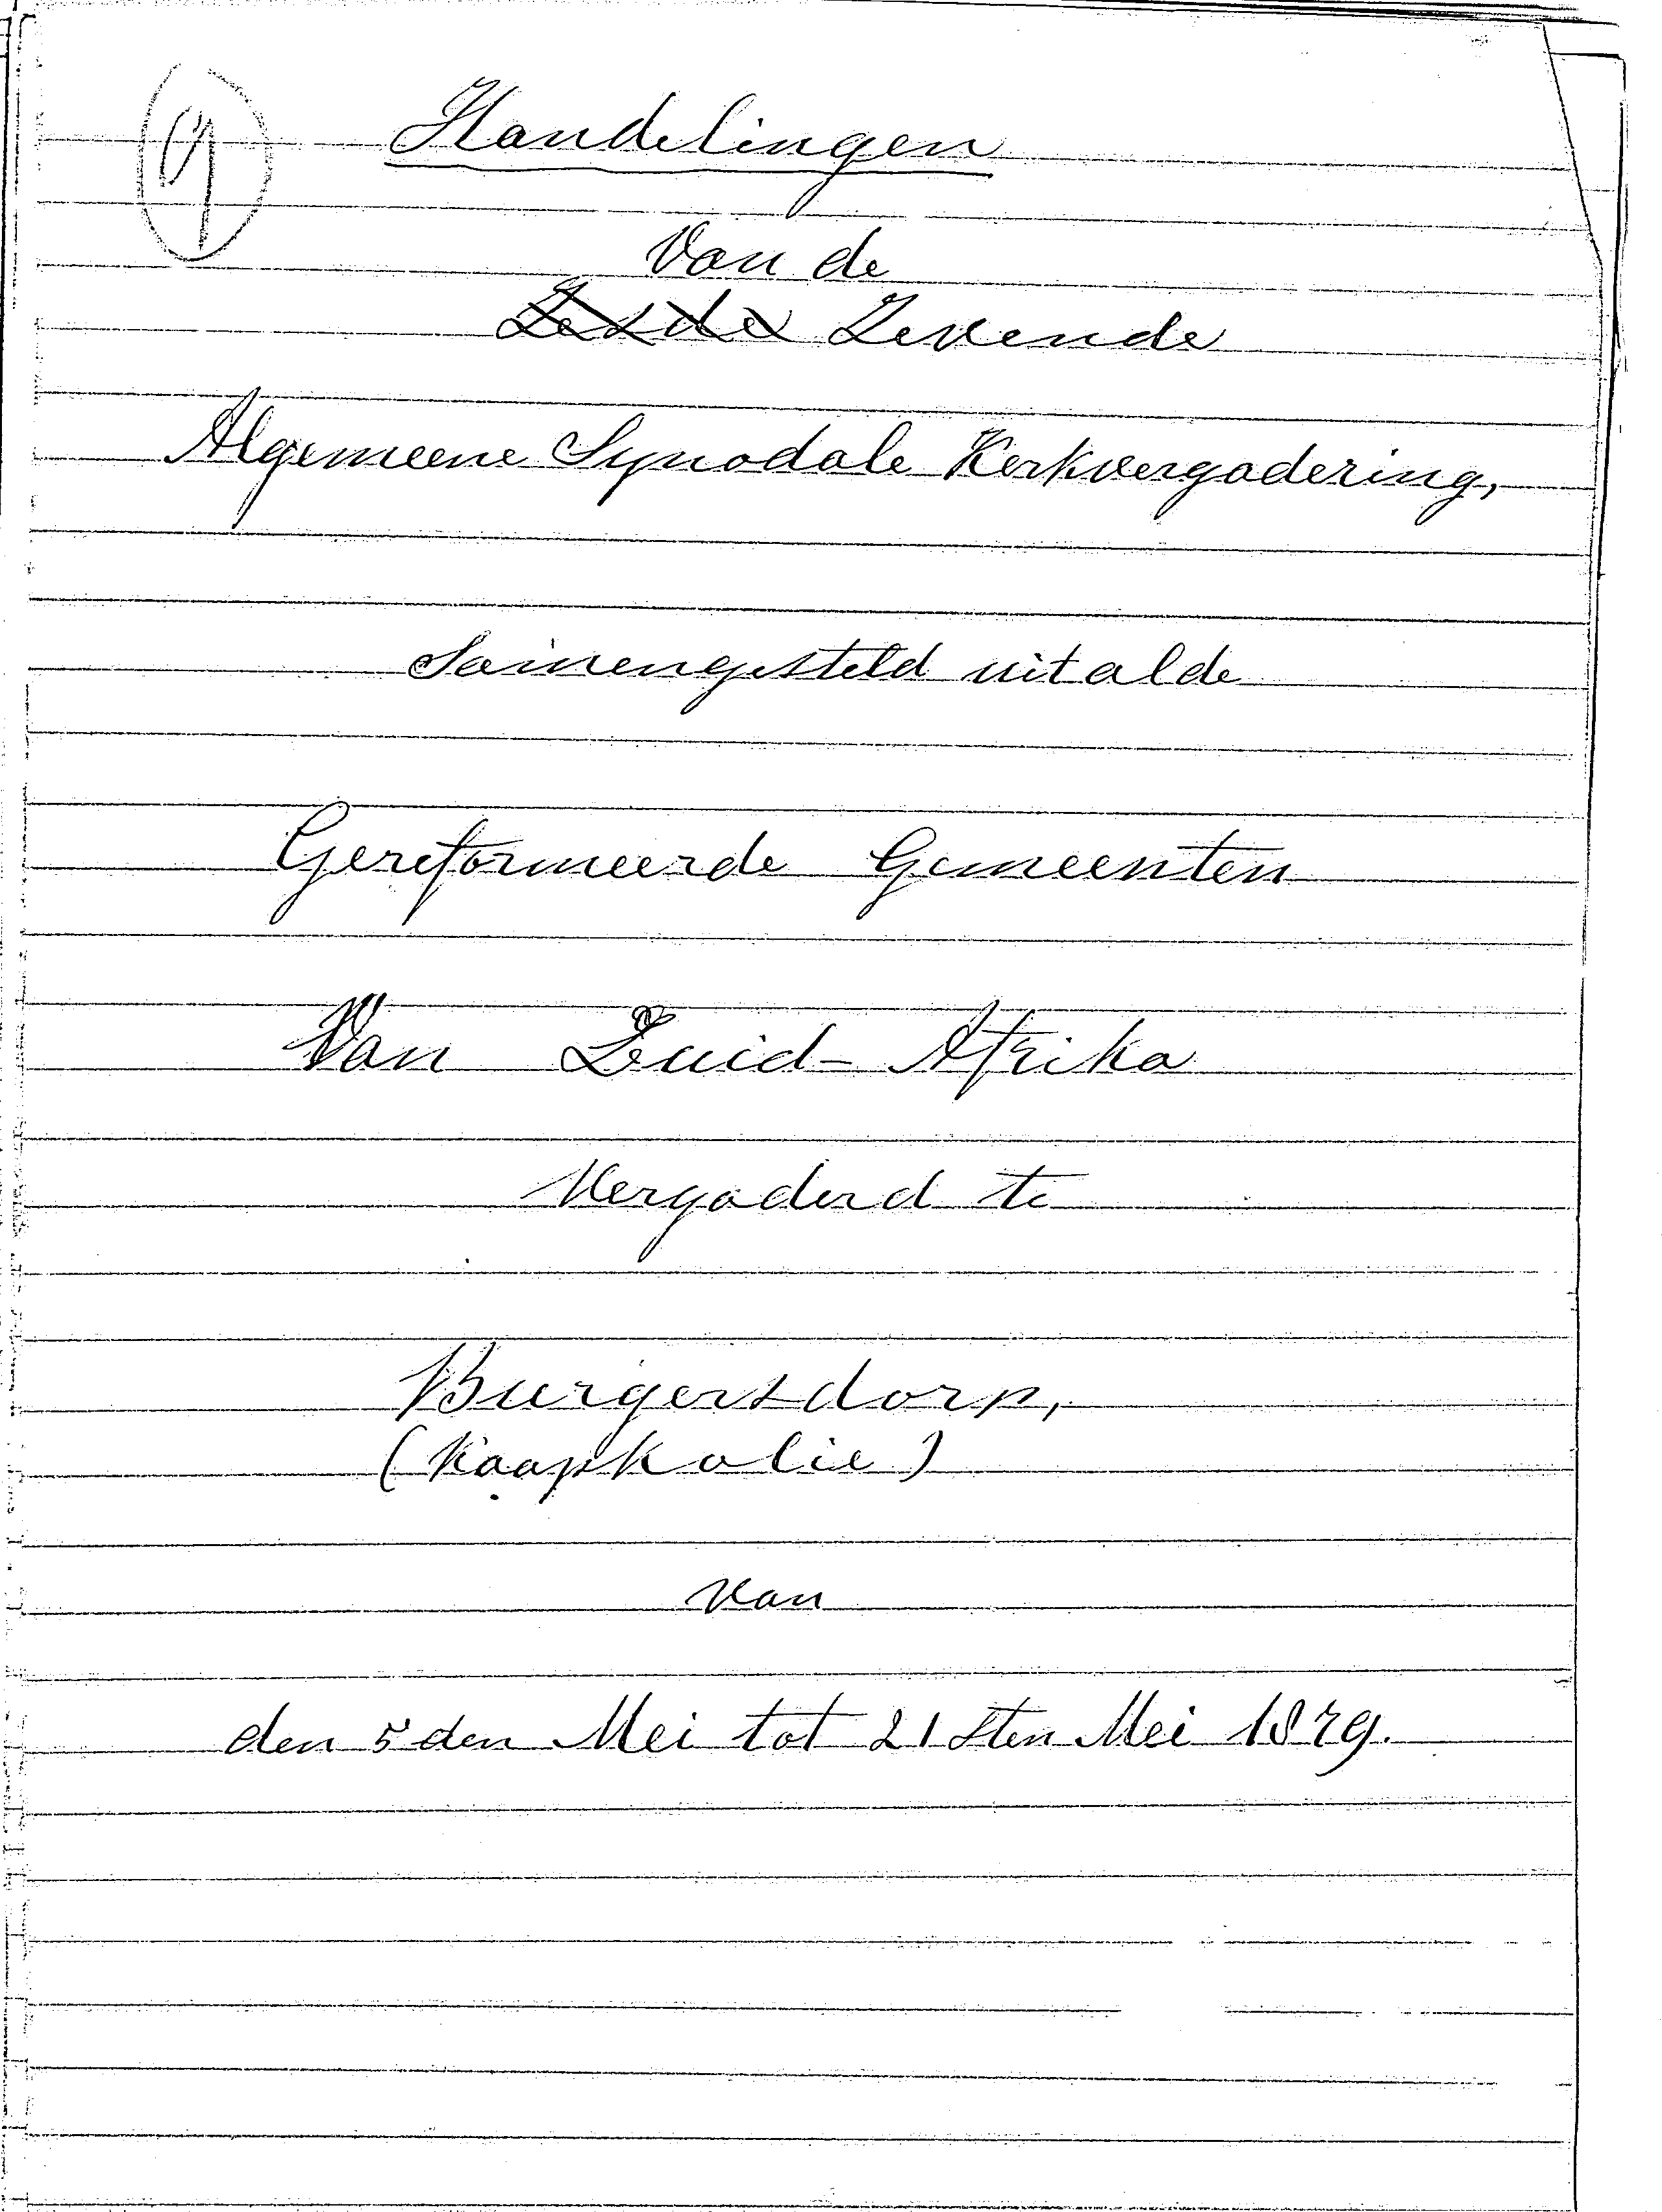 9
Handelingen
Van de
Zesde Zevende
Algemeene Synodale Kerkvergadering,
Samengesteld uit al de
Gereformeerde Gemeenten
Van Zuid-Afrika
Vergaderd te
Burgersdorp,
(Kaapkolie)
Van
den 5den Mei tot 21sten Mei 1879.